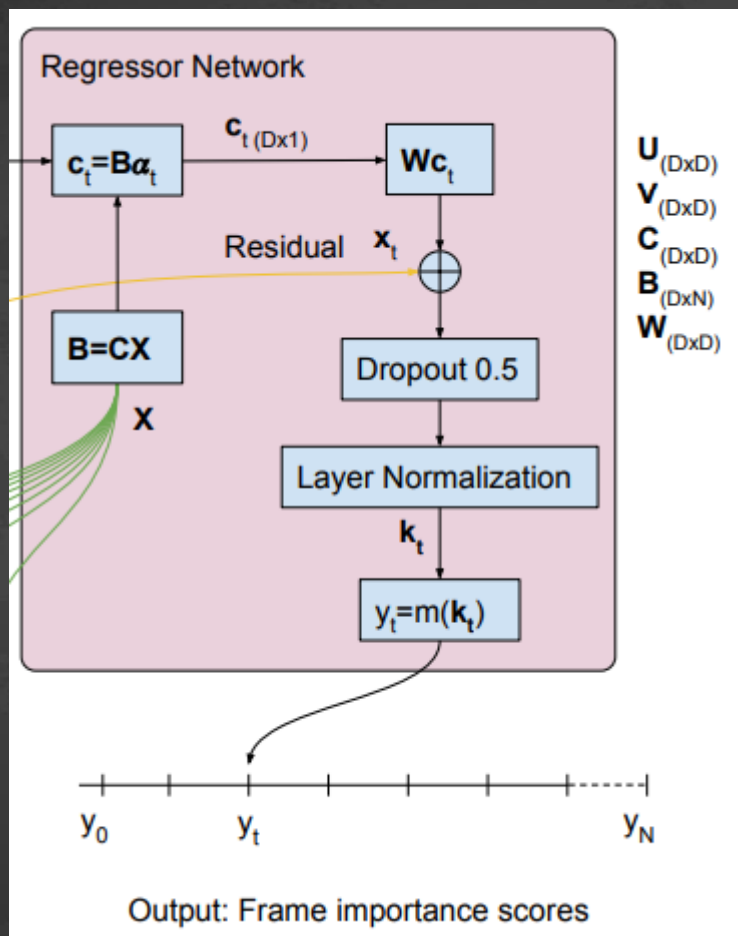 Regressor Network
c_t=Bα_t
c_t (Dx1)
Wc_t
Residual
x_t
B=CX
X
Dropout 0.5
Layer Normalization
k_t
y_t=m(k_t)
U_(DxD)
V_(DxD)
C_(DxD)
B_(DxN)
W_(DxD)
y_0 y_t y_N
Output: Frame importance scores